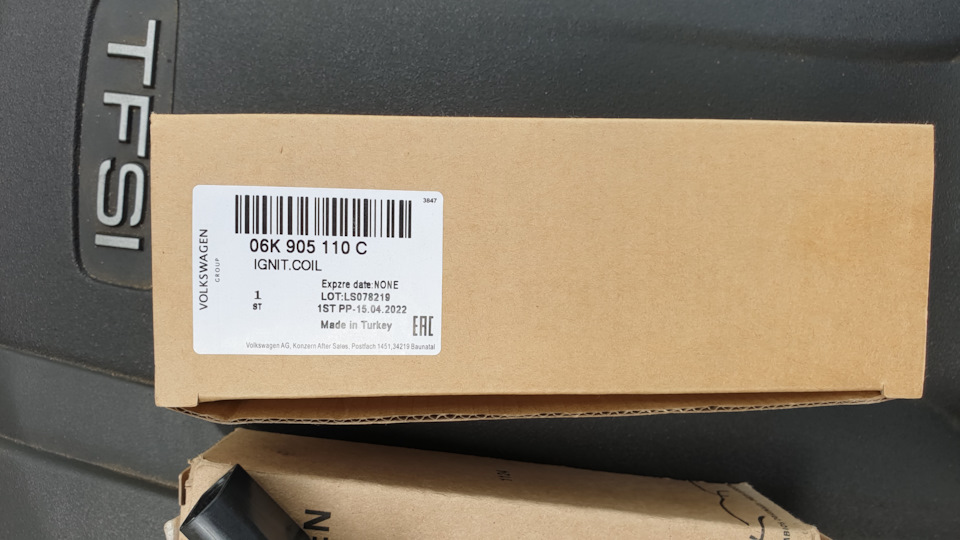 TFSI
3847
VOLKSWAGEN
GROUP
06K 905 110 C
IGNIT.COIL
Expzre date:NONE
1
ST
LOT:LS078219
1ST PP-15.04.2022
Made in Turkey
EAC
Volkswagen AG, Konzern After Sales, Postfach 1451,34219 Baunatal